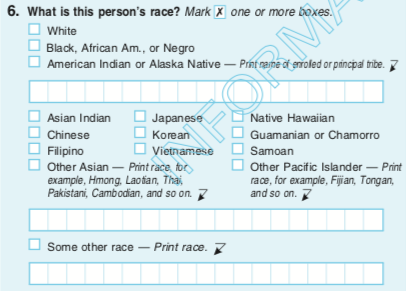 6. What is this person's race? Mark ☒ one or more boxes.
White
Black, African Am., or Negro
American Indian or Alaska Native — Print name of enrolled or principal tribe.
Asian Indian Japanese Native Hawaiian
Chinese Korean Guamanian or Chamorro
Filipino Vietnamese Samoan
Other Asian — Print race, for Other Pacific Islander — Print
example, Hmong, Laotian, Thai, race, for example, Fijian, Tongan,
Pakistani, Cambodian, and so on. and so on.
Some other race — Print race.
INFORMA